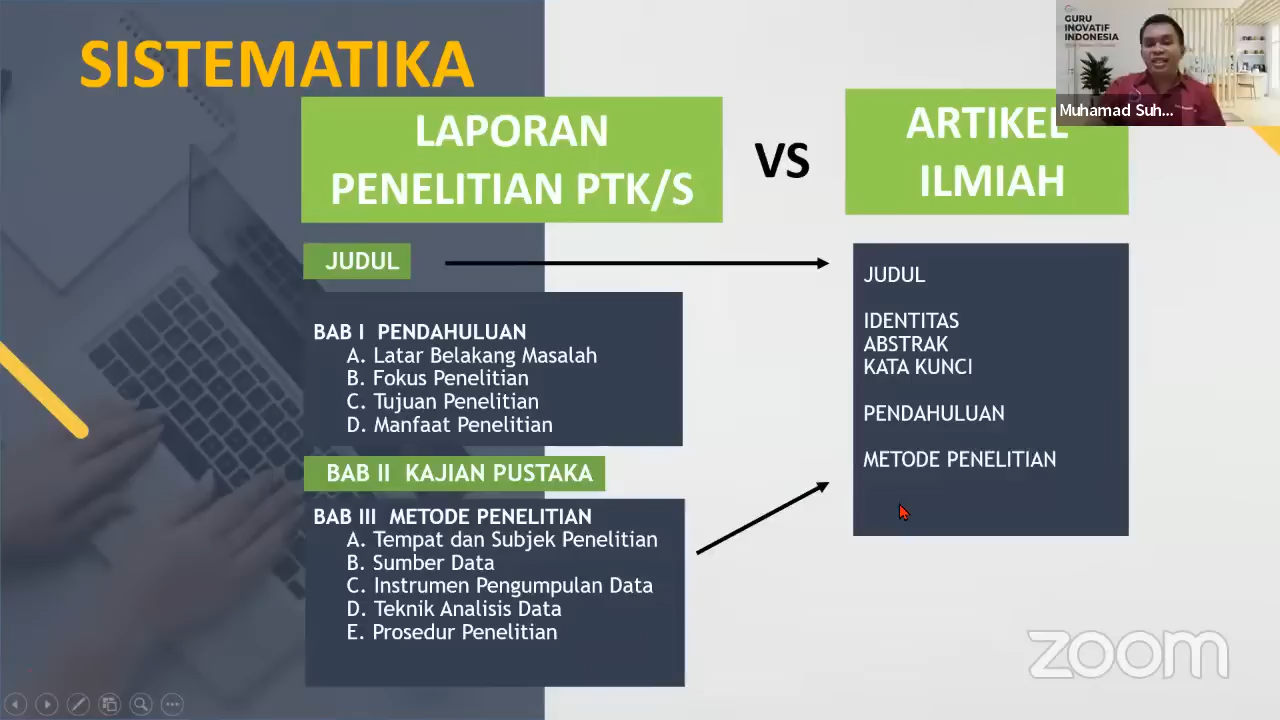 SISTEMATIKA
LAPORAN
PENELITIAN PTK/S
VS
ARTIKEL
ILMIAH
GURU
INOVATIF
INDONESIA
Muhamad Suh...
JUDUL
BAB I PENDAHULUAN
A. Latar Belakang Masalah
B. Fokus Penelitian
C. Tujuan Penelitian
D. Manfaat Penelitian
BAB II KAJIAN PUSTAKA
BAB III METODE PENELITIAN
A. Tempat dan Subjek Penelitian
B. Sumber Data
C. Instrumen Pengumpulan Data
D. Teknik Analisis Data
E. Prosedur Penelitian
JUDUL
IDENTITAS
ABSTRAK
KATA KUNCI
PENDAHULUAN
METODE PENELITIAN
zoom